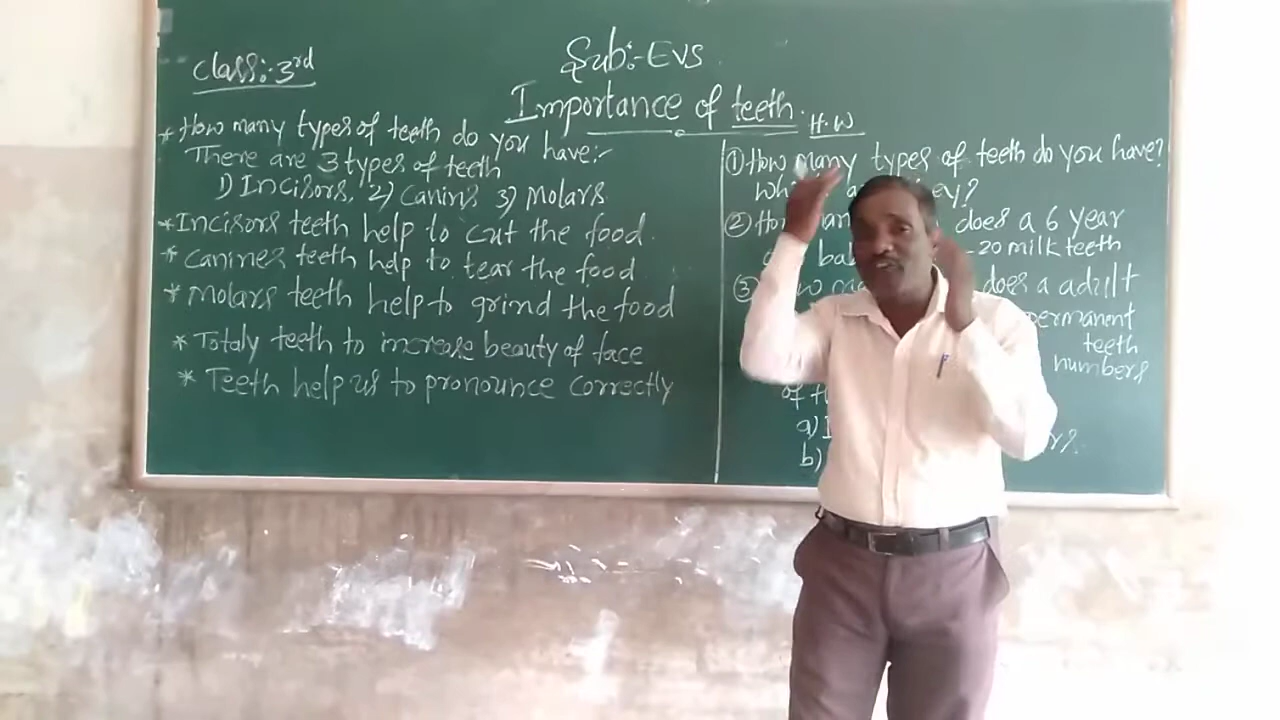 Class:- 3rd
Sub:- EVS
Importance of teeth.
* How many types of teeth do you have:-
There are 3 types of teeth
1) Incisors, 2) Canins 3) Molars
* Incisors teeth help to cut the food.
* Canines teeth help to tear the food
* Molars teeth help to grind the food
* Totaly teeth to increase beauty of face
* Teeth help us to pronounce correctly
H.W
① How many types of teeth do you have?
②
does a 6 year
-20 milk teeth
③
does a adult
permanent
teeth
numbers
of
a)
b)